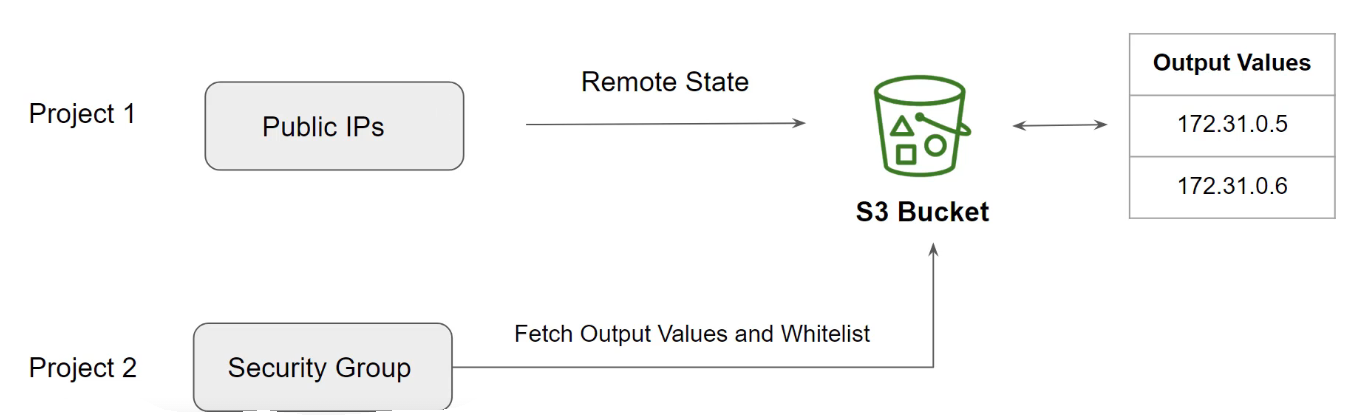 Project 1
Public IPs
Remote State
S3 Bucket
Output Values
172.31.0.5
172.31.0.6
Project 2
Security Group
Fetch Output Values and Whitelist